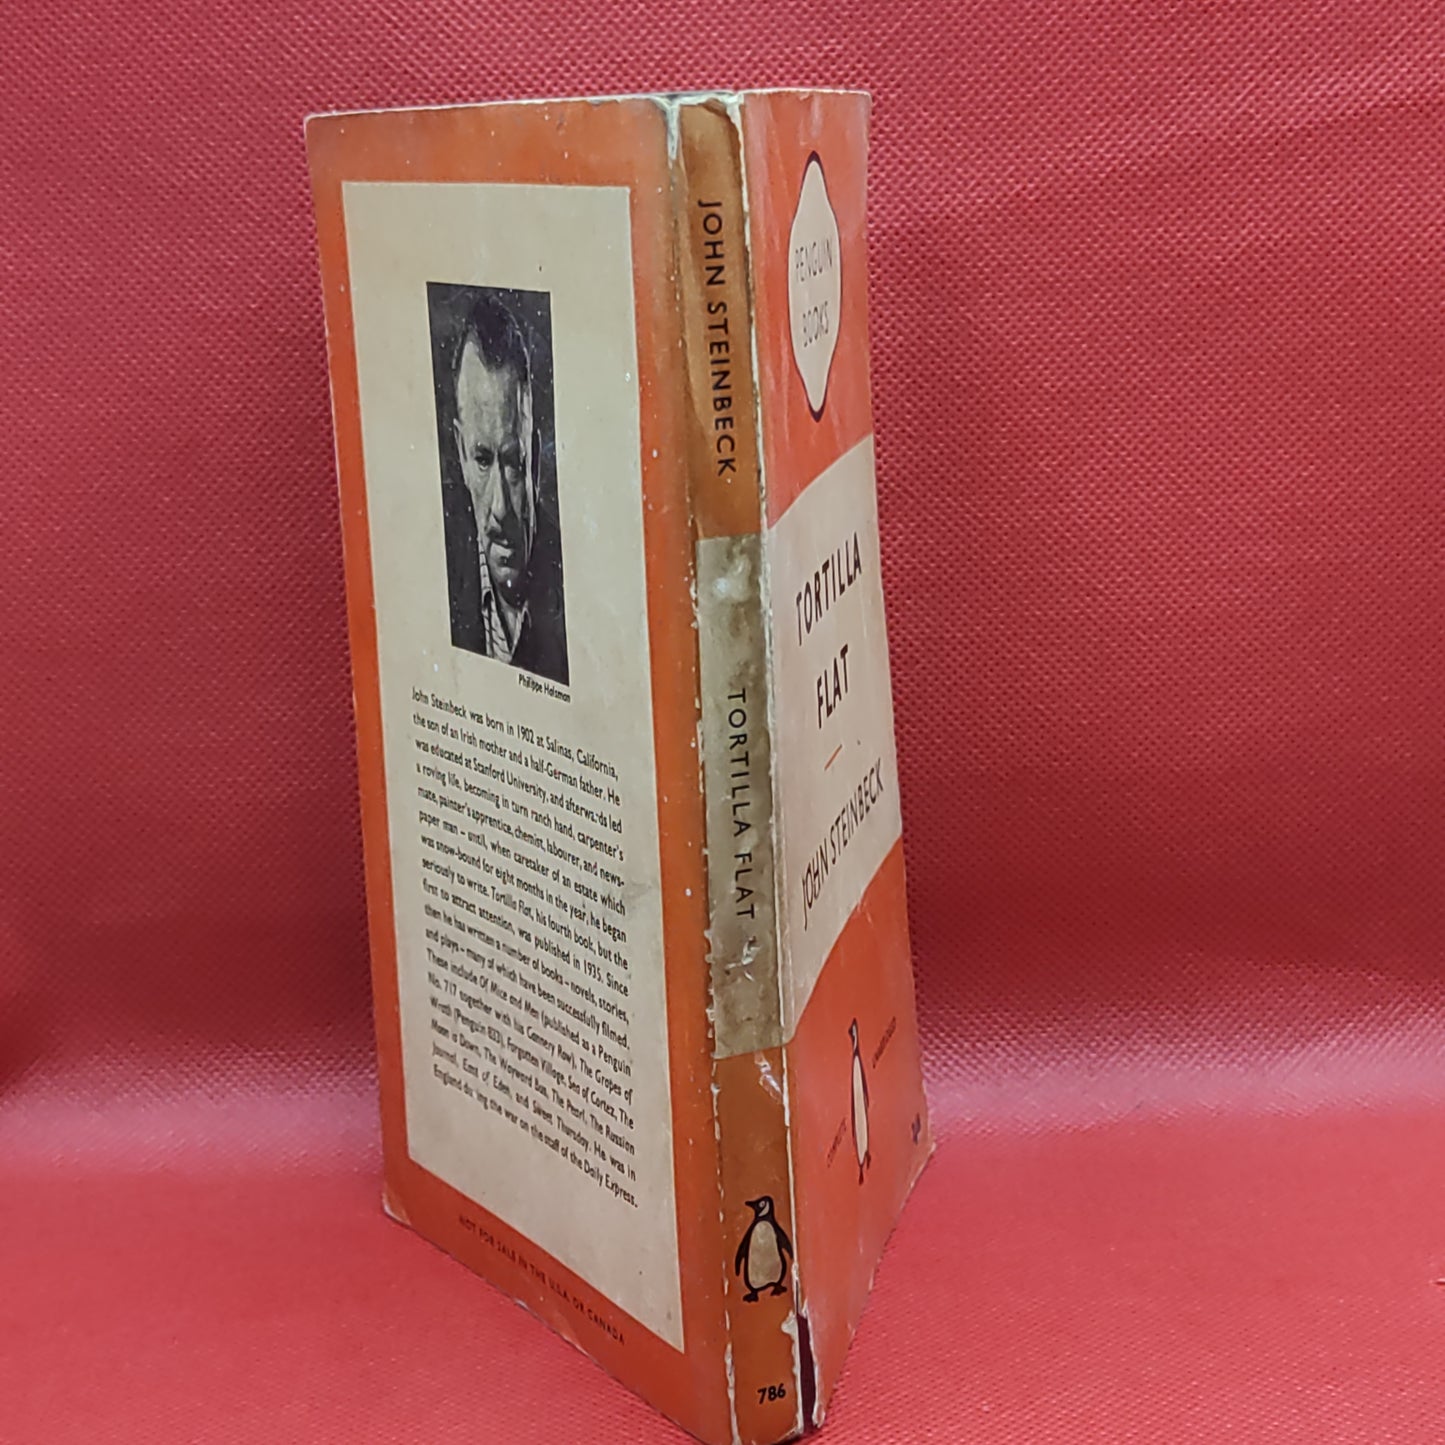 Philippe Halsman
John Steinbeck was born in 1902 at Salinas, California,
the son of an Irish mother and a half-German father. He
was educated at Stanford University, and afterwards led
a roving life, becoming in turn ranch hand, carpenter's
mate, painter's apprentice, chemist, labourer, and news-
paper man – until, when caretaker of an estate which
was snow-bound for eight months in the year, he began
seriously to write. Tortilla Flat, his fourth book, but the
first to attract attention, was published in 1935. Since
then he has written a number of books – novels, stories,
and plays – many of which have been successfully filmed.
These include Of Mice and Men (published as a Penguin
No. 717 together with his Cannery Row), The Grapes of
Wrath (Penguin 833), Forgotten Village, Sea of Cortez, The
Moon is Down, The Wayward Bus, The Pearl, The Russian
Journal, East of Eden, and Sweet Thursday. He was in
England during the war on the staff of the Daily Express.
NOT FOR SALE IN THE U.S.A. OR CANADA
JOHN STEINBECK
TORTILLA FLAT
786
PENGUIN
BOOKS
TORTILLA
FLAT
JOHN STEINBECK
COMPLETE
UNABRIDGED